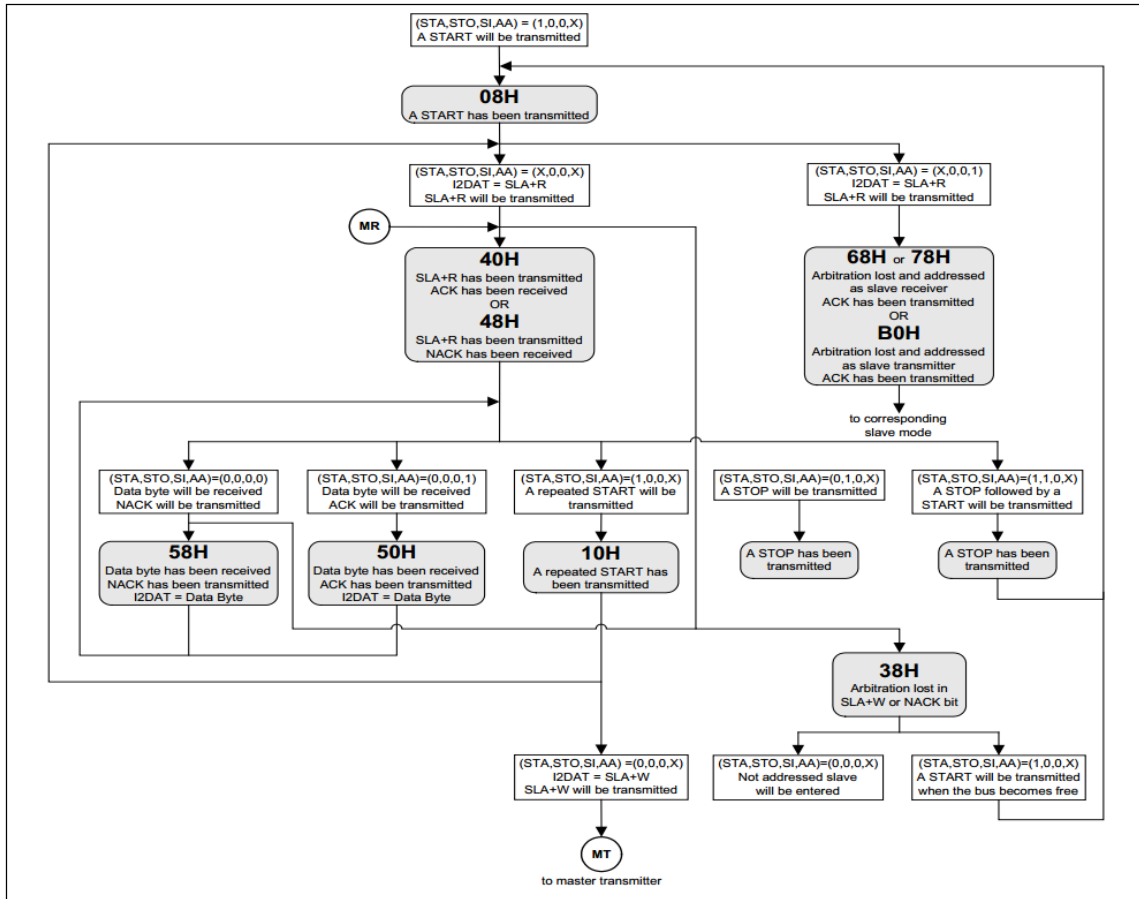 (STA,STO,SI,AA) = (1,0,0,X)
A START will be transmitted
08H
A START has been transmitted
(STA,STO,SI,AA) = (X,0,0,X)
I2DAT = SLA+R
SLA+R will be transmitted
(STA,STO,SI,AA) = (X,0,0,1)
I2DAT = SLA+R
SLA+R will be transmitted
MR
40H
SLA+R has been transmitted
ACK has been received
OR
48H
SLA+R has been transmitted
NACK has been received
68H or 78H
Arbitration lost and addressed
as slave receiver
ACK has been transmitted
OR
B0H
Arbitration lost and addressed
as slave transmitter
ACK has been transmitted
to corresponding
slave mode
(STA,STO,SI,AA)=(0,0,0,0)
Data byte will be received
NACK will be transmitted
(STA,STO,SI,AA)=(0,0,0,1)
Data byte will be received
ACK will be transmitted
(STA,STO,SI,AA)=(1,0,0,X)
A repeated START will be
transmitted
(STA,STO,SI,AA)=(0,1,0,X)
A STOP will be transmitted
(STA,STO,SI,AA)=(1,1,0,X)
A STOP followed by a
START will be transmitted
58H
Data byte has been received
NACK has been transmitted
I2DAT = Data Byte
50H
Data byte has been received
ACK has been transmitted
I2DAT = Data Byte
10H
A repeated START has
been transmitted
A STOP has been
transmitted
A STOP has been
transmitted
38H
Arbitration lost in
SLA+W or NACK bit
(STA,STO,SI,AA) =(0,0,0,X)
I2DAT = SLA+W
SLA+W will be transmitted
(STA,STO,SI,AA)=(0,0,0,X)
Not addressed slave
will be entered
(STA,STO,SI,AA)=(1,0,0,X)
A START will be transmitted
when the bus becomes free
MT
to master transmitter